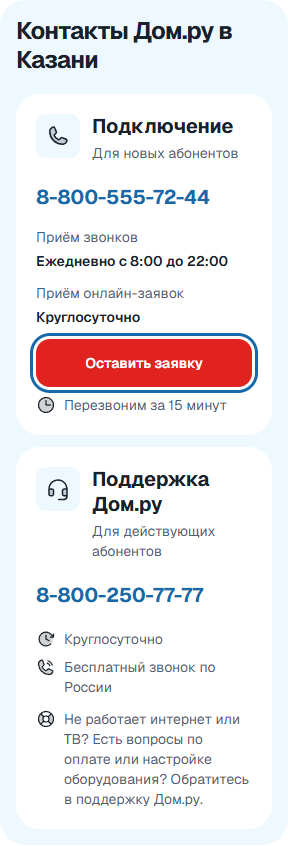 Контакты Дом.ру в
Казани
Подключение
Для новых абонентов
8-800-555-72-44
Приём звонков
Ежедневно с 8:00 до 22:00
Приём онлайн-заявок
Круглосуточно
Оставить заявку
Перезвоним за 15 минут
Поддержка
Дом.ру
Для действующих
абонентов
8-800-250-77-77
Круглосуточно
Бесплатный звонок по
России
Не работает интернет или
ТВ? Есть вопросы по
оплате или настройке
оборудования? Обратитесь
в поддержку Дом.ру.